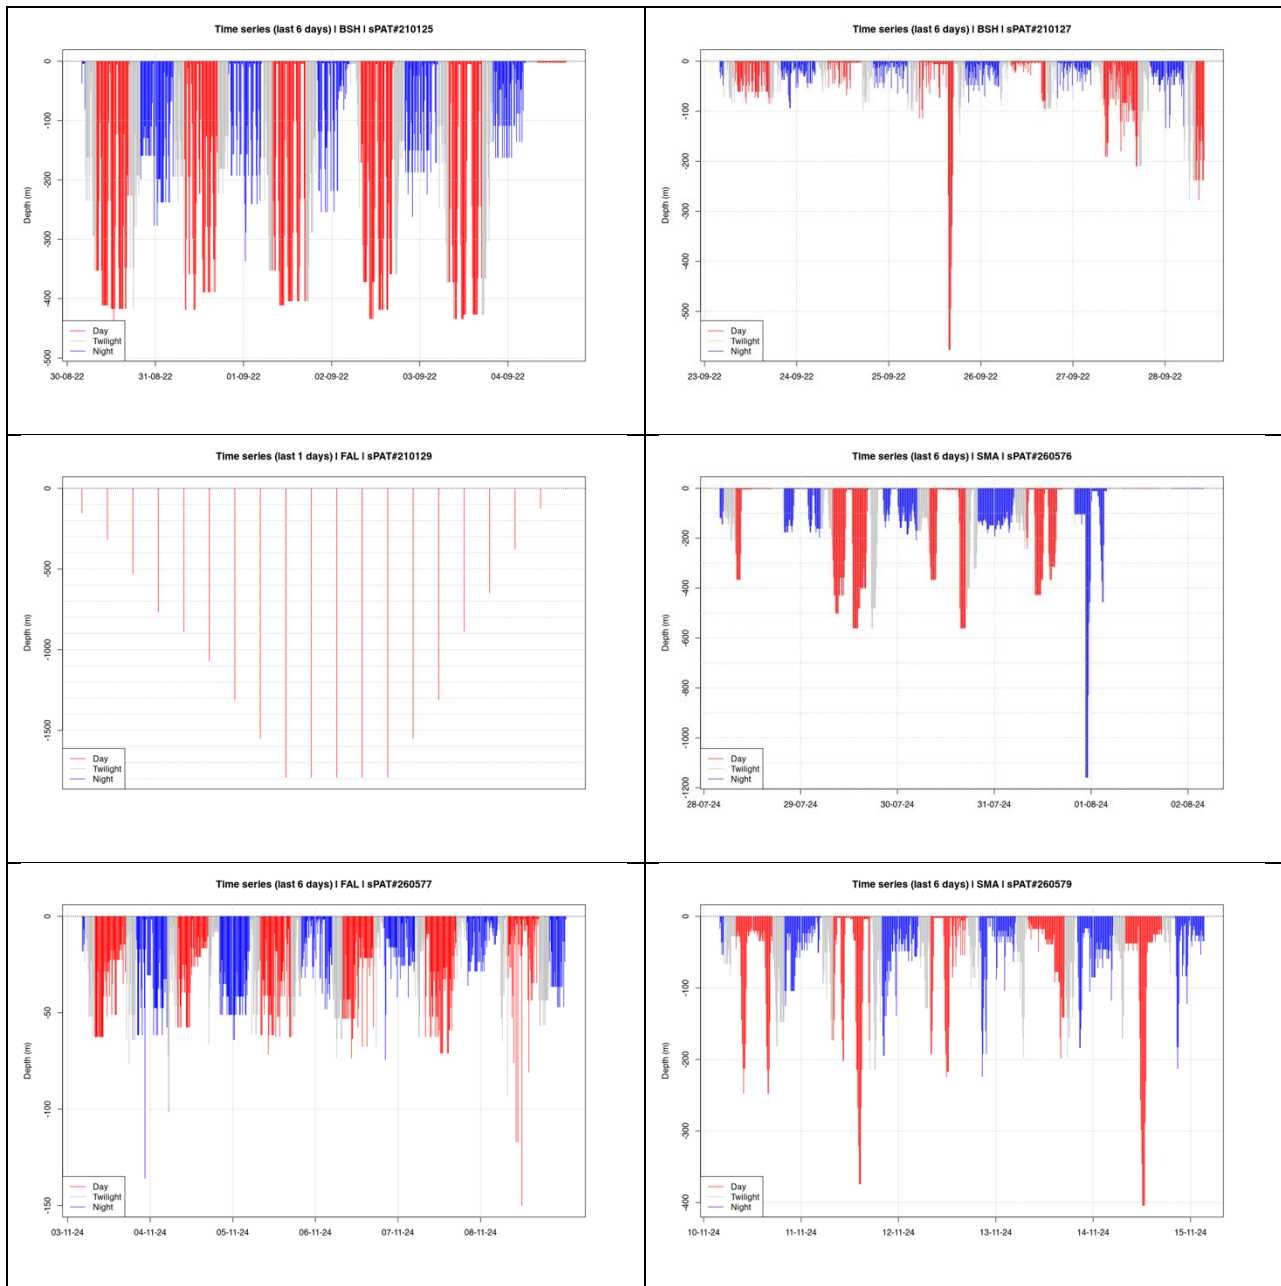 Time series (last 6 days) | BSH | sPAT#210125
Depth (m)
0
-100
-200
-300
-400
-500
Day
Twilight
Night
30-08-22 31-08-22 01-09-22 02-09-22 03-09-22 04-09-22
Time series (last 6 days) | BSH | sPAT#210127
Depth (m)
0
-100
-200
-300
-400
-500
Day
Twilight
Night
23-09-22 24-09-22 25-09-22 26-09-22 27-09-22 28-09-22
Time series (last 1 days) | FAL | sPAT#210129
Depth (m)
0
-500
-1000
-1500
Day
Twilight
Night
Time series (last 6 days) | SMA | sPAT#260576
Depth (m)
0
-200
-400
-600
-800
-1000
-1200
Day
Twilight
Night
28-07-24 29-07-24 30-07-24 31-07-24 01-08-24 02-08-24
Time series (last 6 days) | FAL | sPAT#260577
Depth (m)
0
-50
-100
-150
Day
Twilight
Night
03-11-24 04-11-24 05-11-24 06-11-24 07-11-24 08-11-24
Time series (last 6 days) | SMA | sPAT#260579
Depth (m)
0
-100
-200
-300
-400
Day
Twilight
Night
10-11-24 11-11-24 12-11-24 13-11-24 14-11-24 15-11-24